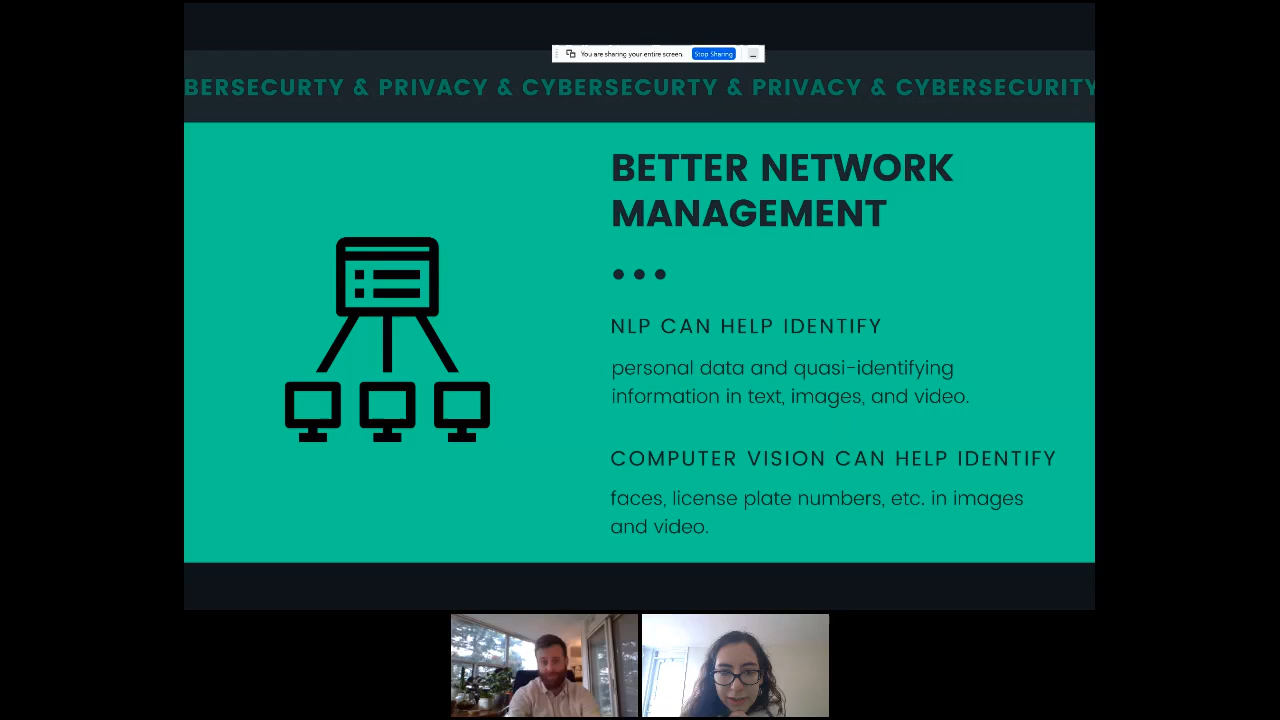 You are sharing your entire screen.
Stop Sharing
BERSECURTY & PRIVACY & CYBERSECURTY & PRIVACY & CYBERSECURITY
BETTER NETWORK
MANAGEMENT
NLP CAN HELP IDENTIFY
personal data and quasi-identifying
information in text, images, and video.
COMPUTER VISION CAN HELP IDENTIFY
faces, license plate numbers, etc. in images
and video.